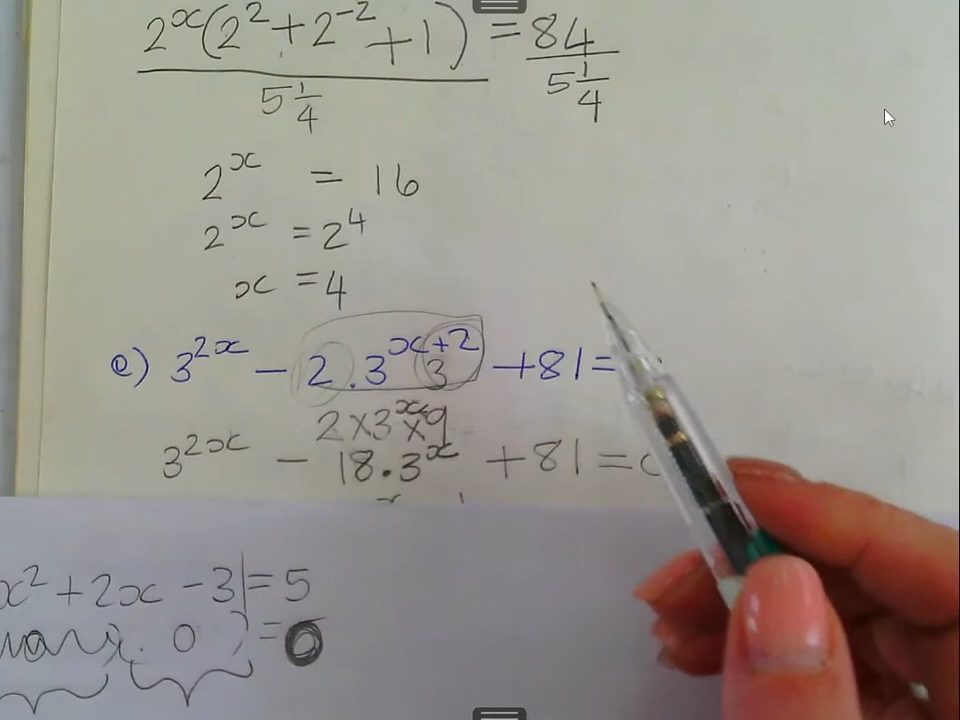 2^x(2^2 + 2^-2 + 1) = 84
5 1/4 5 1/4
2^x = 16
2^x = 2^4
x = 4
e) 3^2x - 2.3^x+2 + 81 =
3
2×3^x×9
3^2x - 18.3^x + 81 = 0
x^2 + 2x - 3 = 5
0 = 0